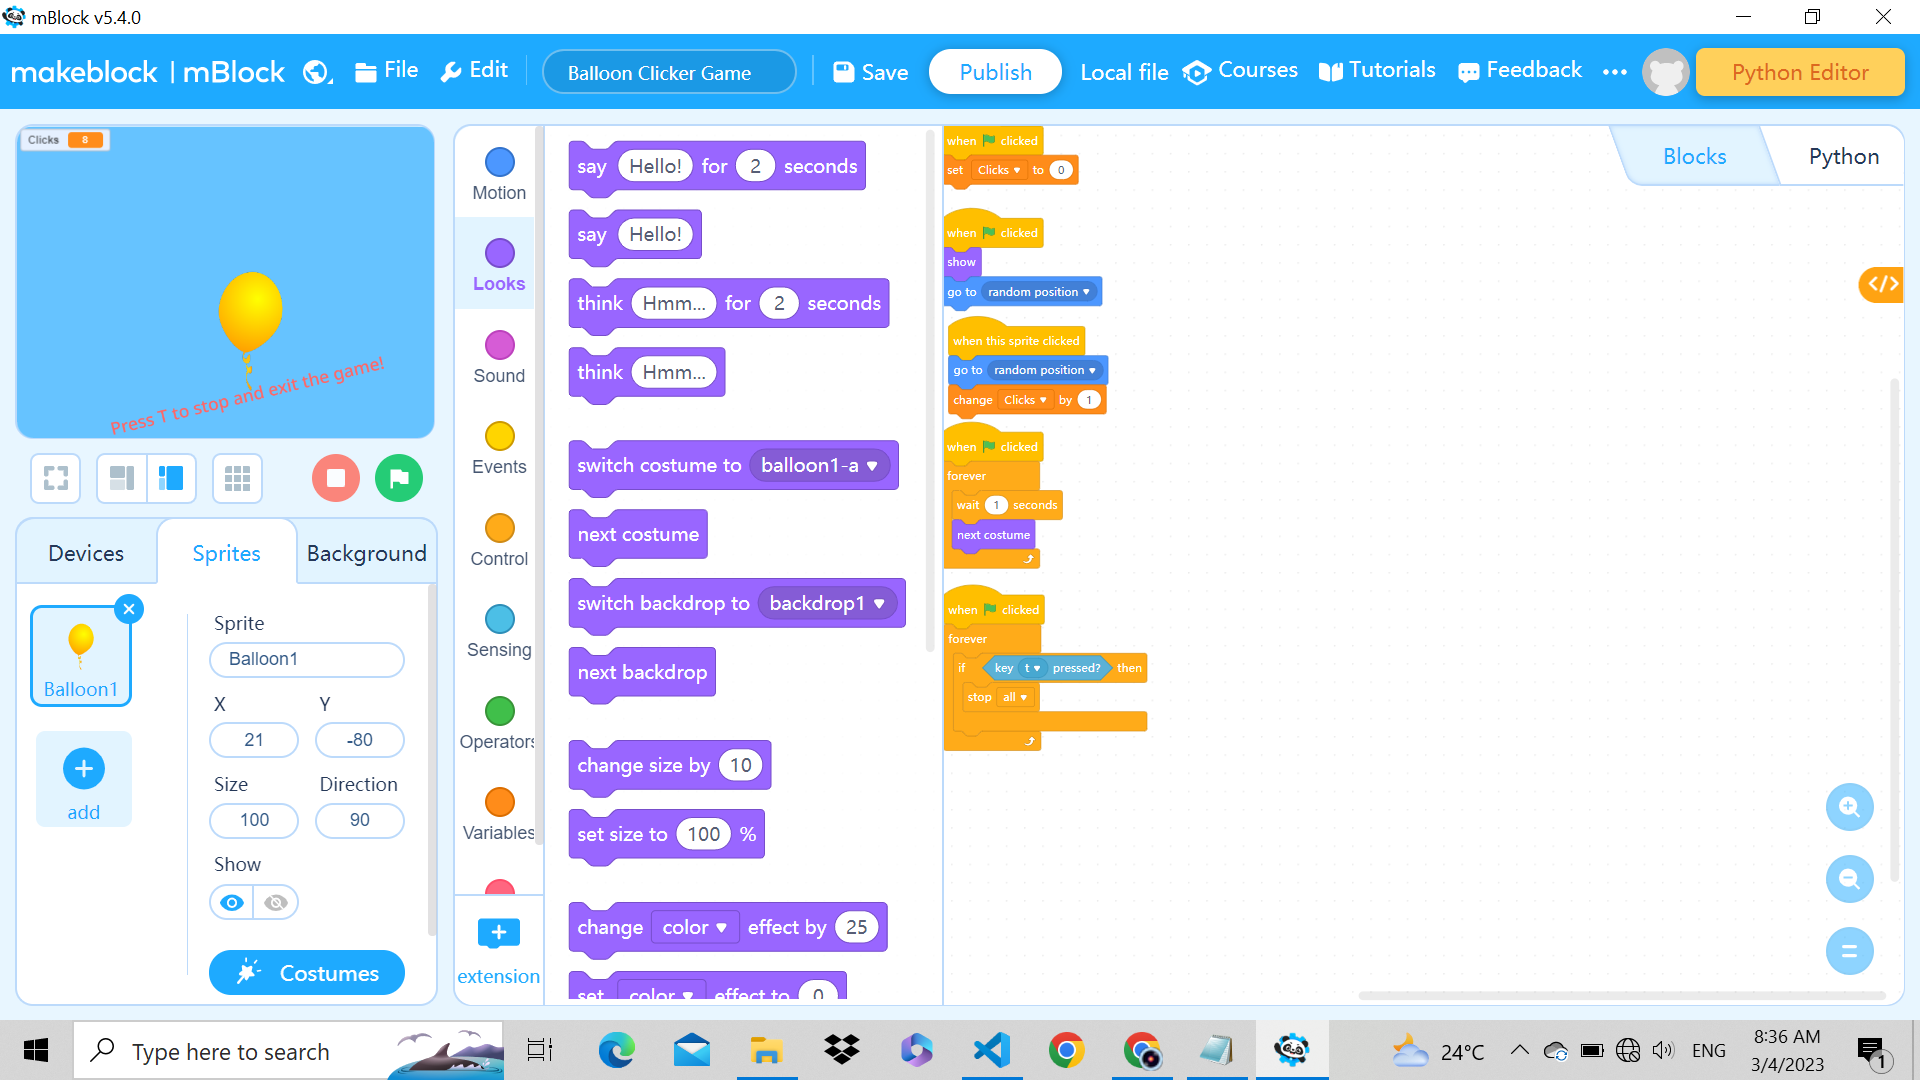 mBlock v5.4.0
makeblock | mBlock
File
Edit
Balloon Clicker Game
Save
Publish
Local file
Courses
Tutorials
Feedback
Python Editor
Clicks 8
Press T to stop and exit the game!
Devices
Sprites
Background
Balloon1
add
Sprite
Balloon1
X
Y
21
-80
Size
Direction
100
90
Show
Costumes
Motion
Looks
Sound
Events
Control
Sensing
Operators
Variables
extension
say Hello! for 2 seconds
say Hello!
think Hmm... for 2 seconds
think Hmm...
switch costume to balloon1-a
next costume
switch backdrop to backdrop1
next backdrop
change size by 10
set size to 100 %
change color effect by 25
set color effect to 0
when clicked
set Clicks to 0
when clicked
show
go to random position
when this sprite clicked
go to random position
change Clicks by 1
when clicked
forever
wait 1 seconds
next costume
when clicked
forever
if key t pressed? then
stop all
Blocks
Python
</>
Type here to search
24°C
ENG
8:36 AM
3/4/2023
1